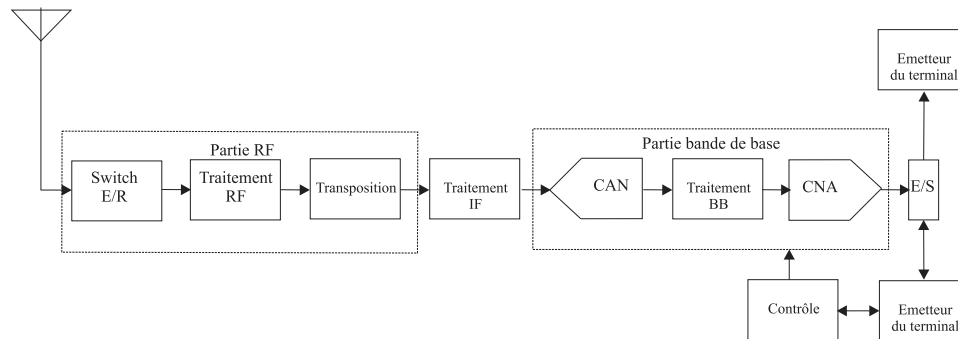 Emetteur
du terminal
Partie RF
Partie bande de base
Switch
E/R
Traitement
RF
Transposition
Traitement
IF
CAN
Traitement
BB
CNA
E/S
Contrôle
Emetteur
du terminal